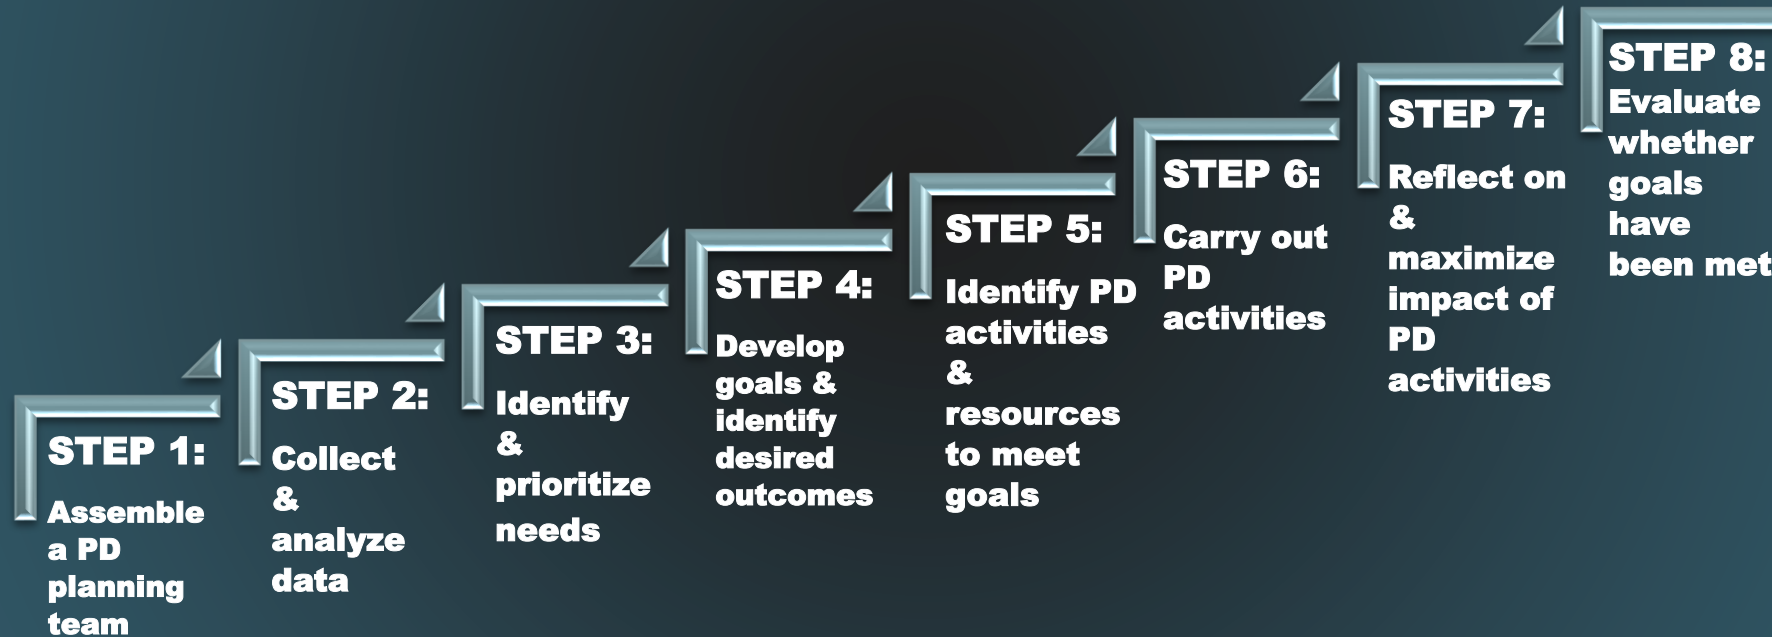 STEP 1:
Assemble
a PD
planning
team
STEP 2:
Collect
&
analyze
data
STEP 3:
Identify
&
prioritize
needs
STEP 4:
Develop
goals &
identify
desired
outcomes
STEP 5:
Identify PD
activities
&
resources
to meet
goals
STEP 6:
Carry out
PD
activities
STEP 7:
Reflect on
&
maximize
impact of
PD
activities
STEP 8:
Evaluate
whether
goals
have
been met